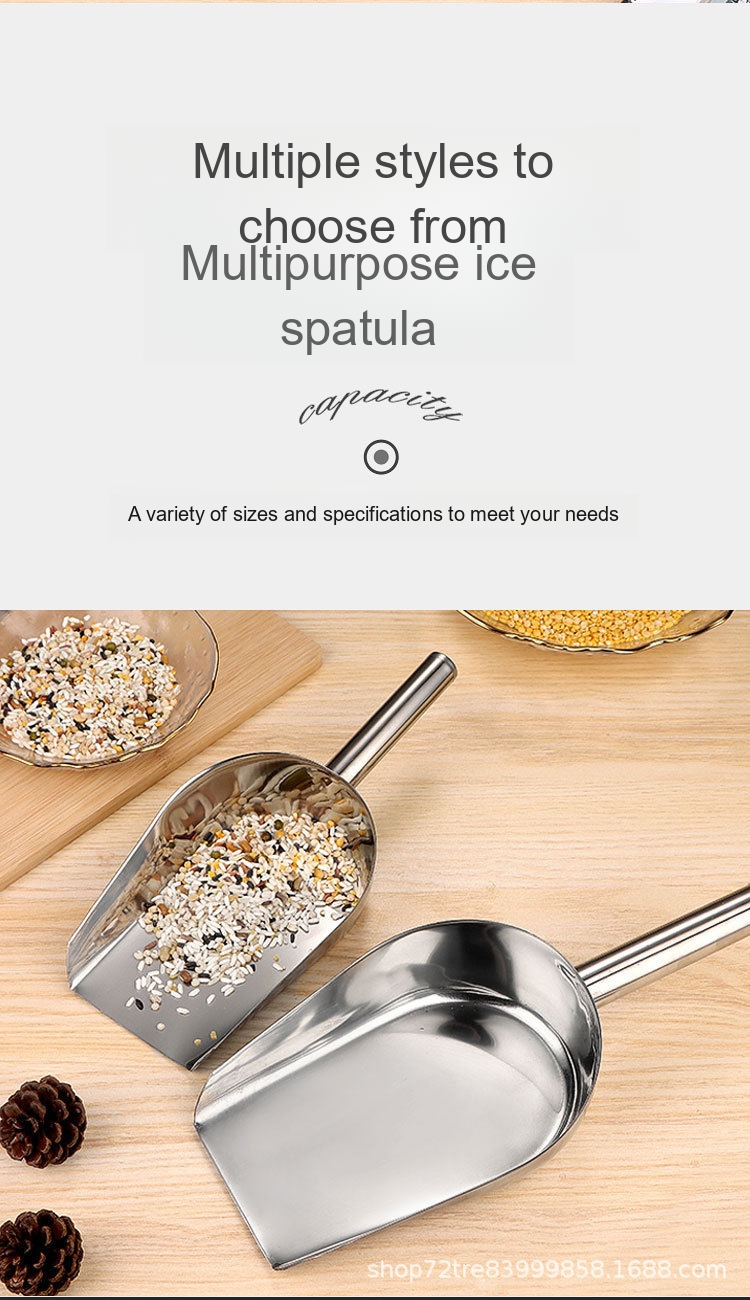 Multiple styles to
choose from
Multipurpose ice
spatula
capacity
A variety of sizes and specifications to meet your needs
shop72tre83999858.1688.com